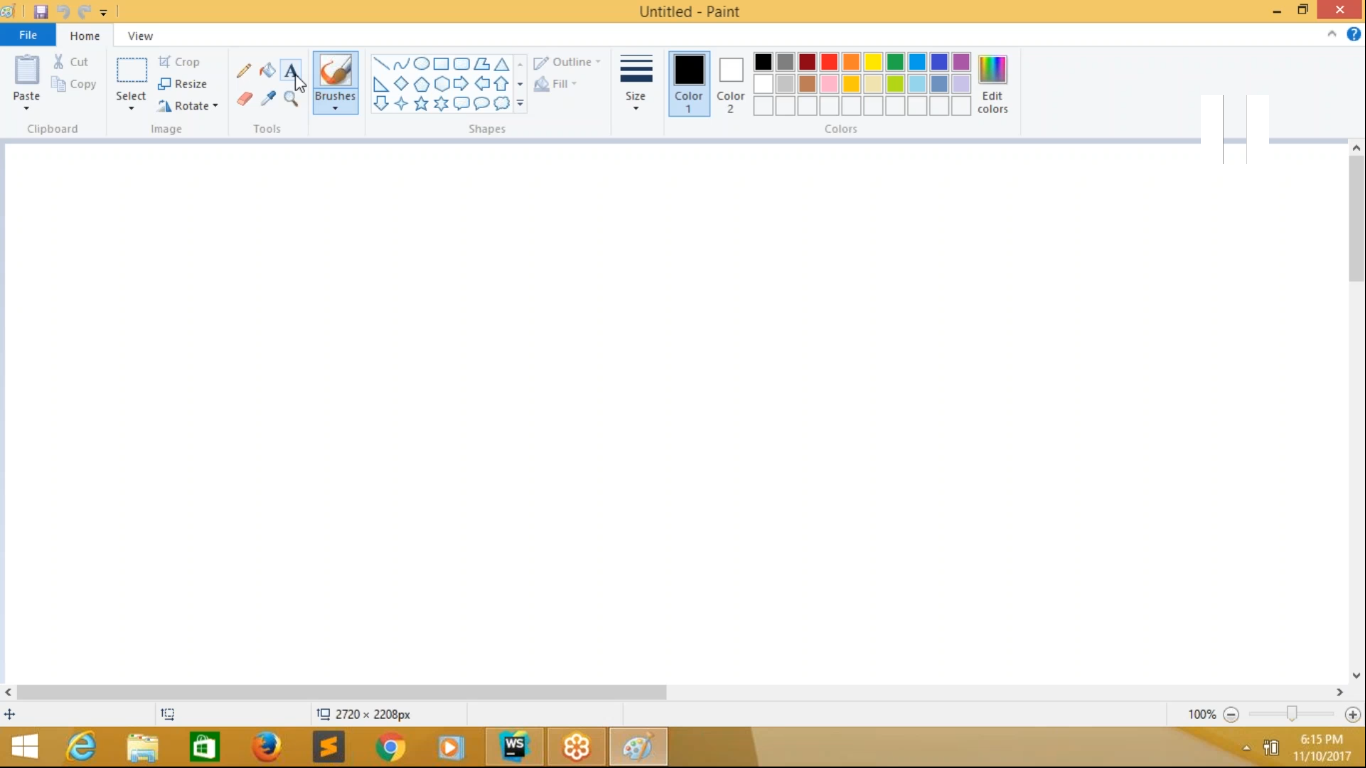 Untitled - Paint
File Home View
Paste
Cut
Copy
Clipboard
Select
Crop
Resize
Rotate
Image
A
Tools
Brushes
Shapes
Outline
Fill
Size
Color
1
Color
2
Edit
colors
Colors
2720 × 2208px
100%
WS
6:15 PM
11/10/2017